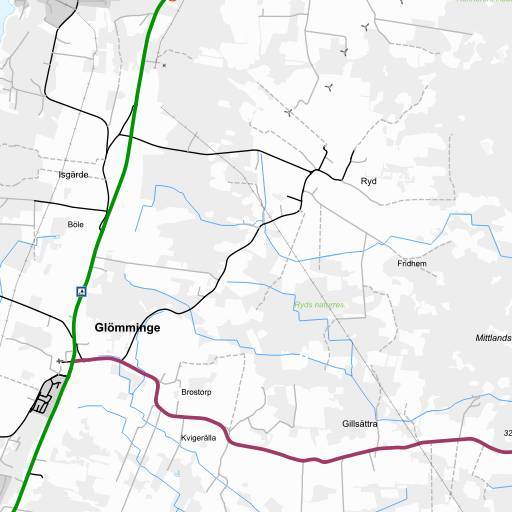 Isgärde
Ryd
Böle
Fridhem
Ryds naturres.
Glömminge
Mittlands
Brostorp
Gillsättra
Kvigerälla
32